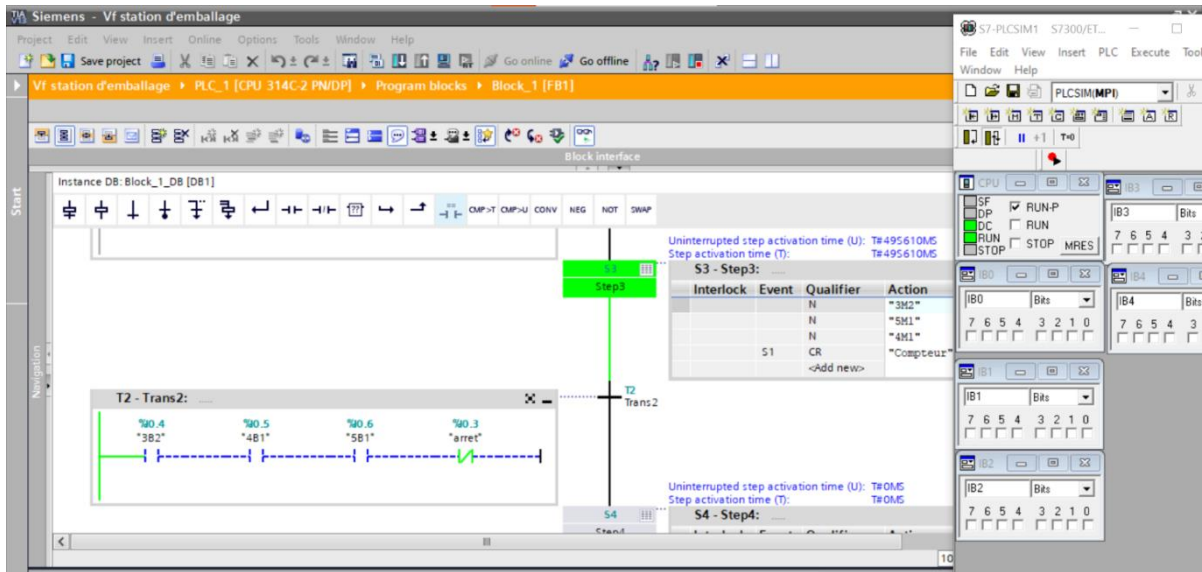 Siemens - Vf station d'emballage
Project Edit View Insert Online Options Tools Window Help
Save project
Go online
Go offline
Vf station d'emballage
PLC_1 [CPU 314C-2 PN/DP]
Program blocks
Block_1 [FB1]
Block interface
Start
Navigation
Instance DB: Block_1_DB [DB1]
CMP>T CMP>U CONV NEG NOT SWAP
Uninterrupted step activation time (U): T#49S610MS
Step activation time (T): T#49S610MS
S3
Step3
S3 - Step3:
Interlock Event Qualifier Action
N "3M2"
N "5M1"
N "4M1"
S1 CR "Compteur"
<Add new>
T2 - Trans2:
T2
Trans2
%I0.4 %I0.5 %I0.6 %I0.3
"3B2" "4B1" "5B1" "arret"
Uninterrupted step activation time (U): T#0MS
Step activation time (T): T#0MS
S4
S4 - Step4:
10
S7-PLCSIM1 S7300/ET...
File Edit View Insert PLC Execute Tool
Window Help
PLCSIM(MPI)
+1 T=0
CPU
SF
DP
DC
RUN
STOP
RUN-P
RUN
STOP
MRES
IB3
IB3 Bits
7 6 5 4 3 2
IB0
IB0 Bits
7 6 5 4 3 2 1 0
IB4
IB4 Bits
7 6 5 4 3
IB1
IB1 Bits
7 6 5 4 3 2 1 0
IB2
IB2 Bits
7 6 5 4 3 2 1 0